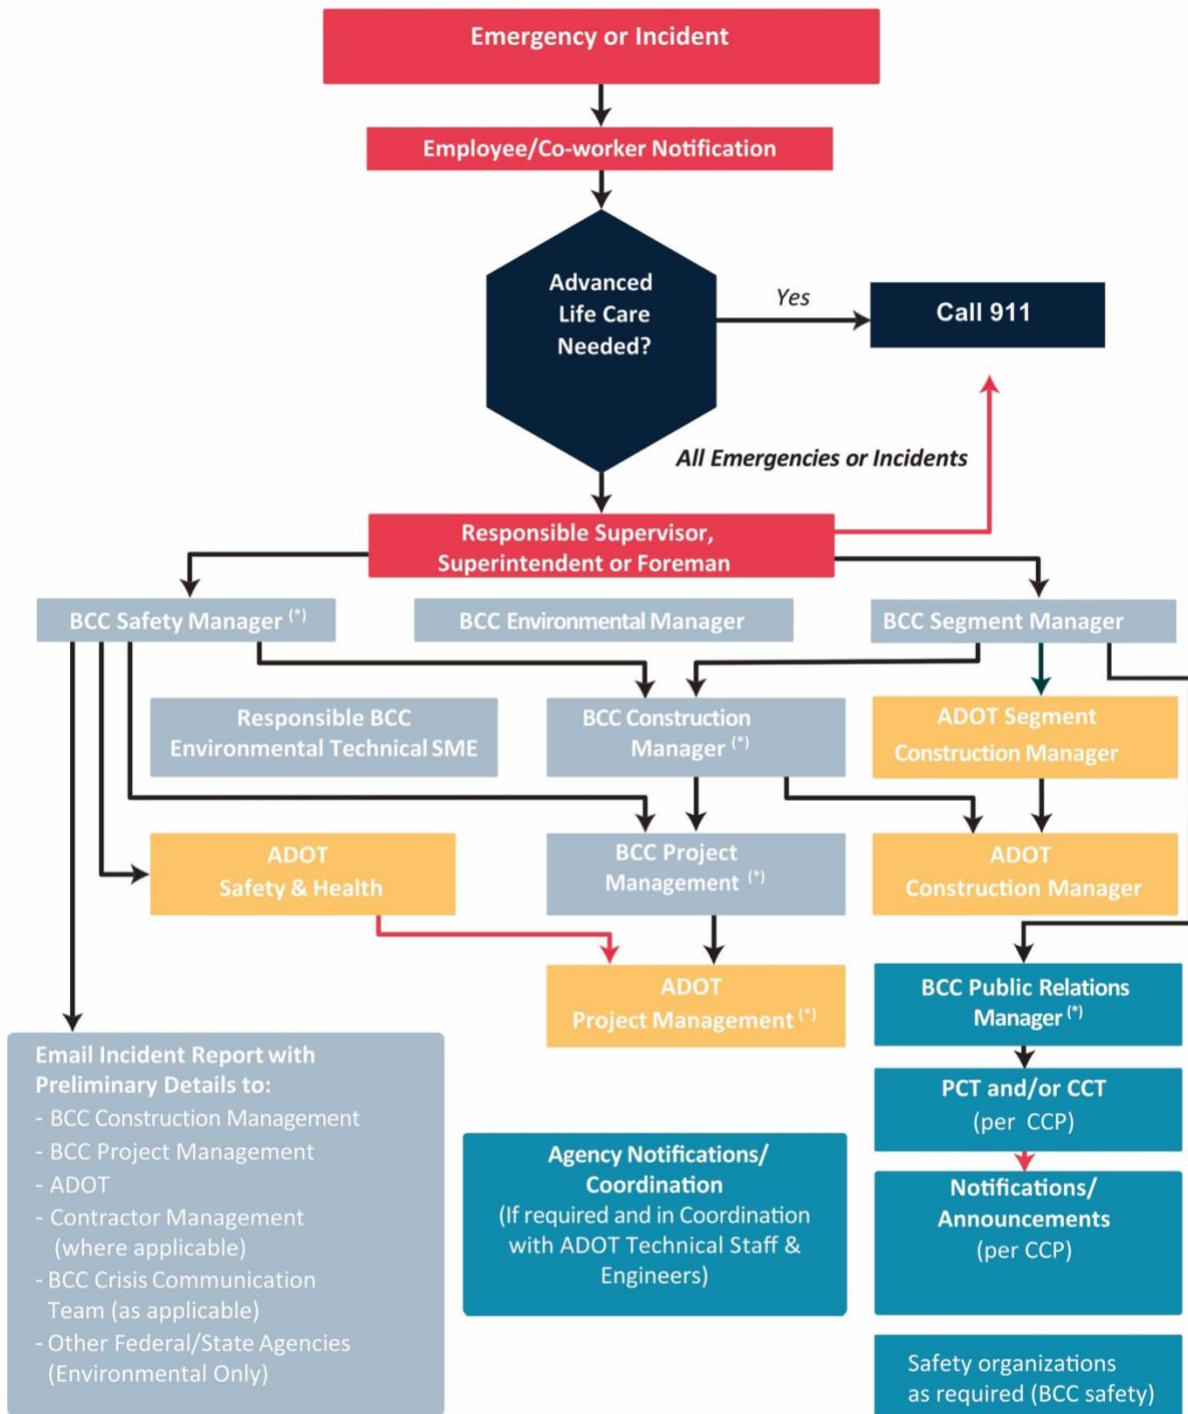 Emergency or Incident
Employee/Co-worker Notification
Advanced
Life Care
Needed?
Yes
Call 911
All Emergencies or Incidents
Responsible Supervisor,
Superintendent or Foreman
BCC Safety Manager (*)
BCC Environmental Manager
BCC Segment Manager
Responsible BCC
Environmental Technical SME
BCC Construction
Manager (*)
ADOT Segment
Construction Manager
ADOT
Safety & Health
BCC Project
Management (*)
ADOT
Construction Manager
ADOT
Project Management (*)
BCC Public Relations
Manager (*)
Email Incident Report with
Preliminary Details to:
- BCC Construction Management
- BCC Project Management
- ADOT
- Contractor Management
(where applicable)
- BCC Crisis Communication
Team (as applicable)
- Other Federal/State Agencies
(Environmental Only)
Agency Notifications/
Coordination
(If required and in Coordination
with ADOT Technical Staff &
Engineers)
PCT and/or CCT
(per CCP)
Notifications/
Announcements
(per CCP)
Safety organizations
as required (BCC safety)